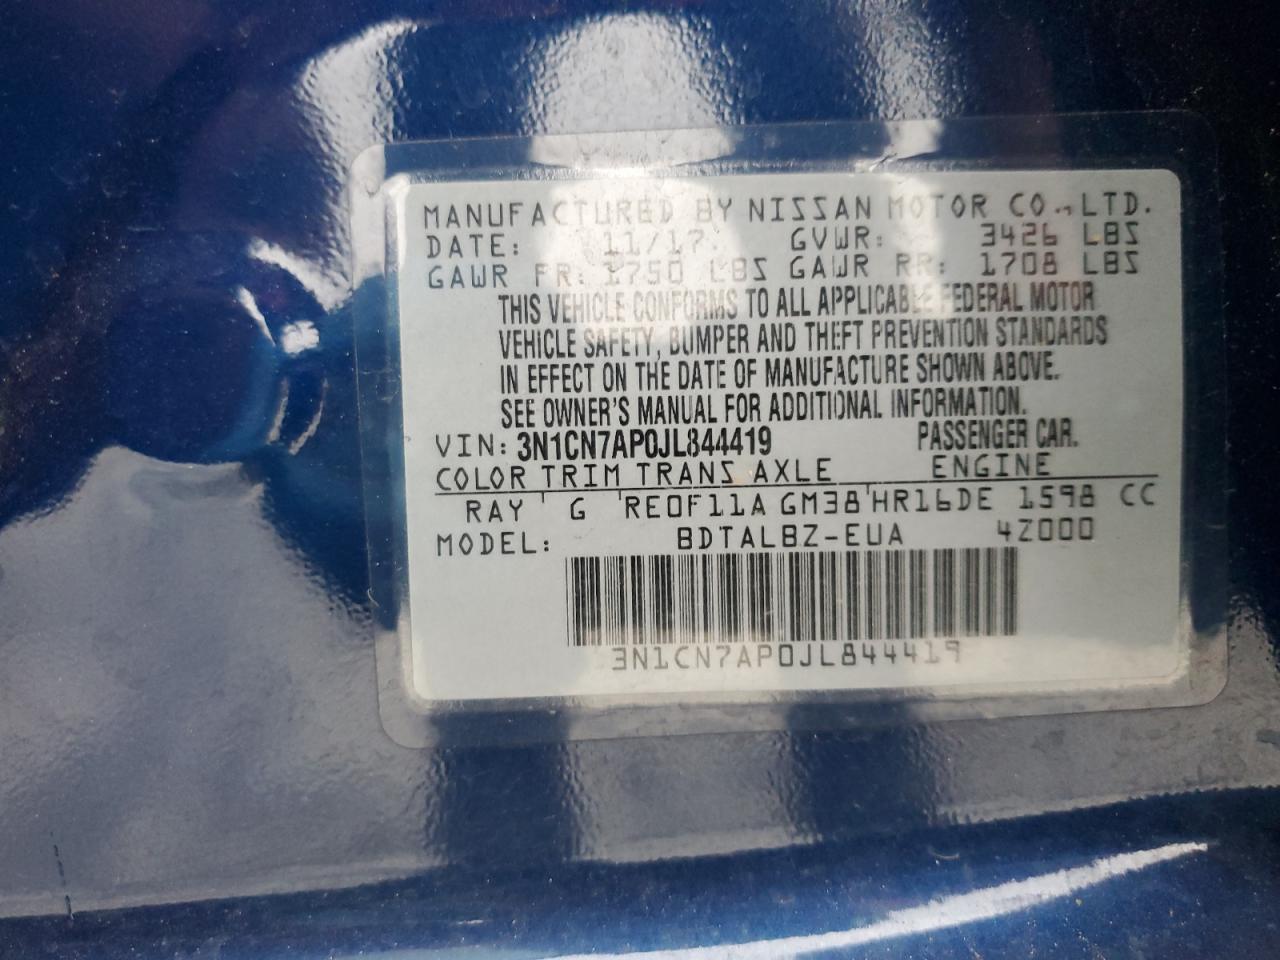 MANUFACTURED BY NISSAN MOTOR CO., LTD.
DATE: 11/17 GVWR: 3426 LBS
GAWR FR: 1750 LBS GAWR RR: 1708 LBS
THIS VEHICLE CONFORMS TO ALL APPLICABLE FEDERAL MOTOR
VEHICLE SAFETY, BUMPER AND THEFT PREVENTION STANDARDS
IN EFFECT ON THE DATE OF MANUFACTURE SHOWN ABOVE.
SEE OWNER'S MANUAL FOR ADDITIONAL INFORMATION.
VIN: 3N1CN7AP0JL844419 PASSENGER CAR.
COLOR TRIM TRANS AXLE ENGINE
RAY G RE0F11A GM38 HR16DE 1598 CC
MODEL: BDTALBZ-EUA 4Z000
3N1CN7AP0JL844419